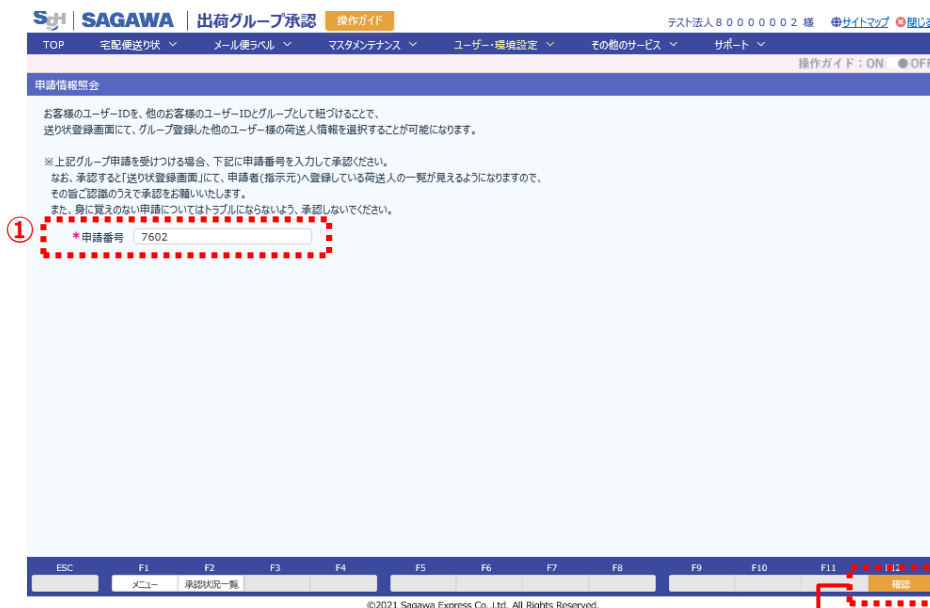 SGH SAGAWA 出荷グループ承認 操作ガイド テスト法人８０００００００２ 様 サイトマップ 閉じる
TOP 宅配便送り状 メール便ラベル マスタメンテナンス ユーザー・環境設定 その他のサービス サポート
操作ガイド：ON OFF
申請情報照会
お客様のユーザーIDを、他のお客様のユーザーIDとグループとして紐づけることで、
送り状登録画面にて、グループ登録した他のユーザー様の荷送人情報を選択することが可能になります。
※上記グループ申請を受けつける場合、下記に申請番号を入力して承認ください。
なお、承認すると「送り状登録画面」にて、申請者(指示元)へ登録している荷送人の一覧が見えるようになりますので、
その旨ご認識のうえで承認をお願いいたします。
また、身に覚えのない申請についてはトラブルにならないよう、承認しないでください。
①
*申請番号 7602
ESC F1 F2 F3 F4 F5 F6 F7 F8 F9 F10 F11 F12
メニュー 承認状況一覧 確認
©2021 Sagawa Express Co.,Ltd. All Rights Reserved.